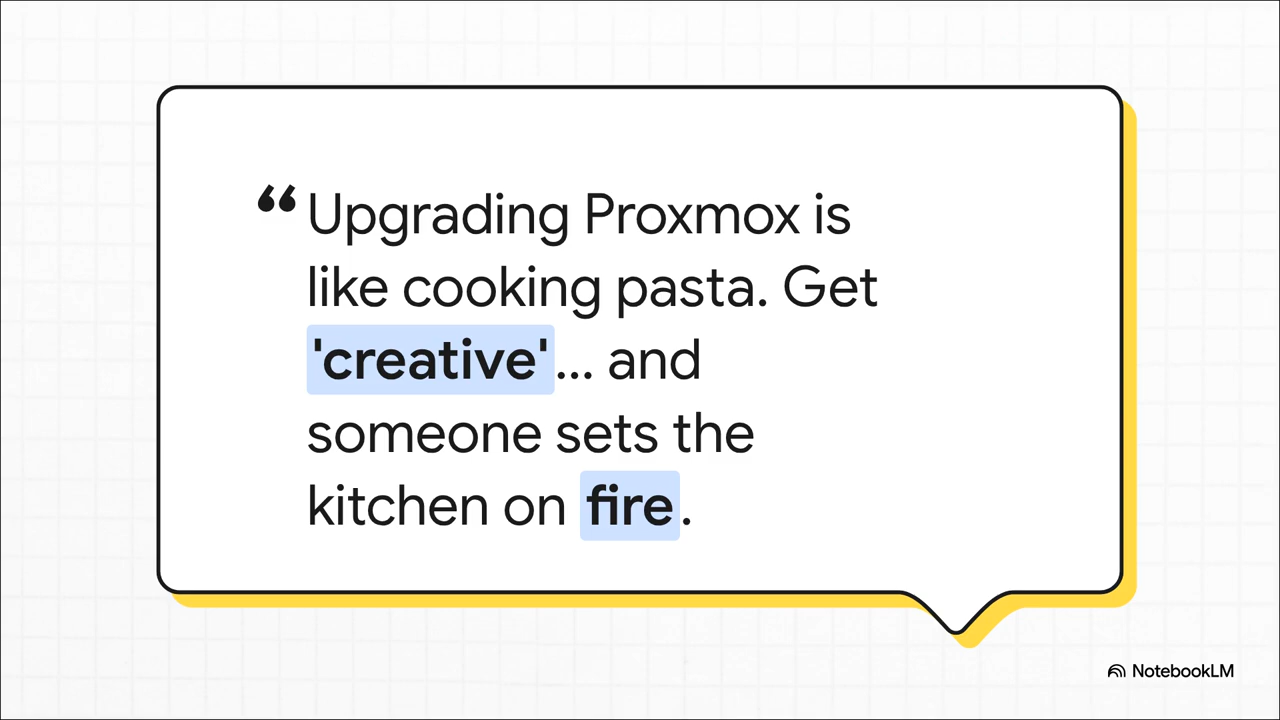 “Upgrading Proxmox is
like cooking pasta. Get
'creative'... and
someone sets the
kitchen on fire.
NotebookLM